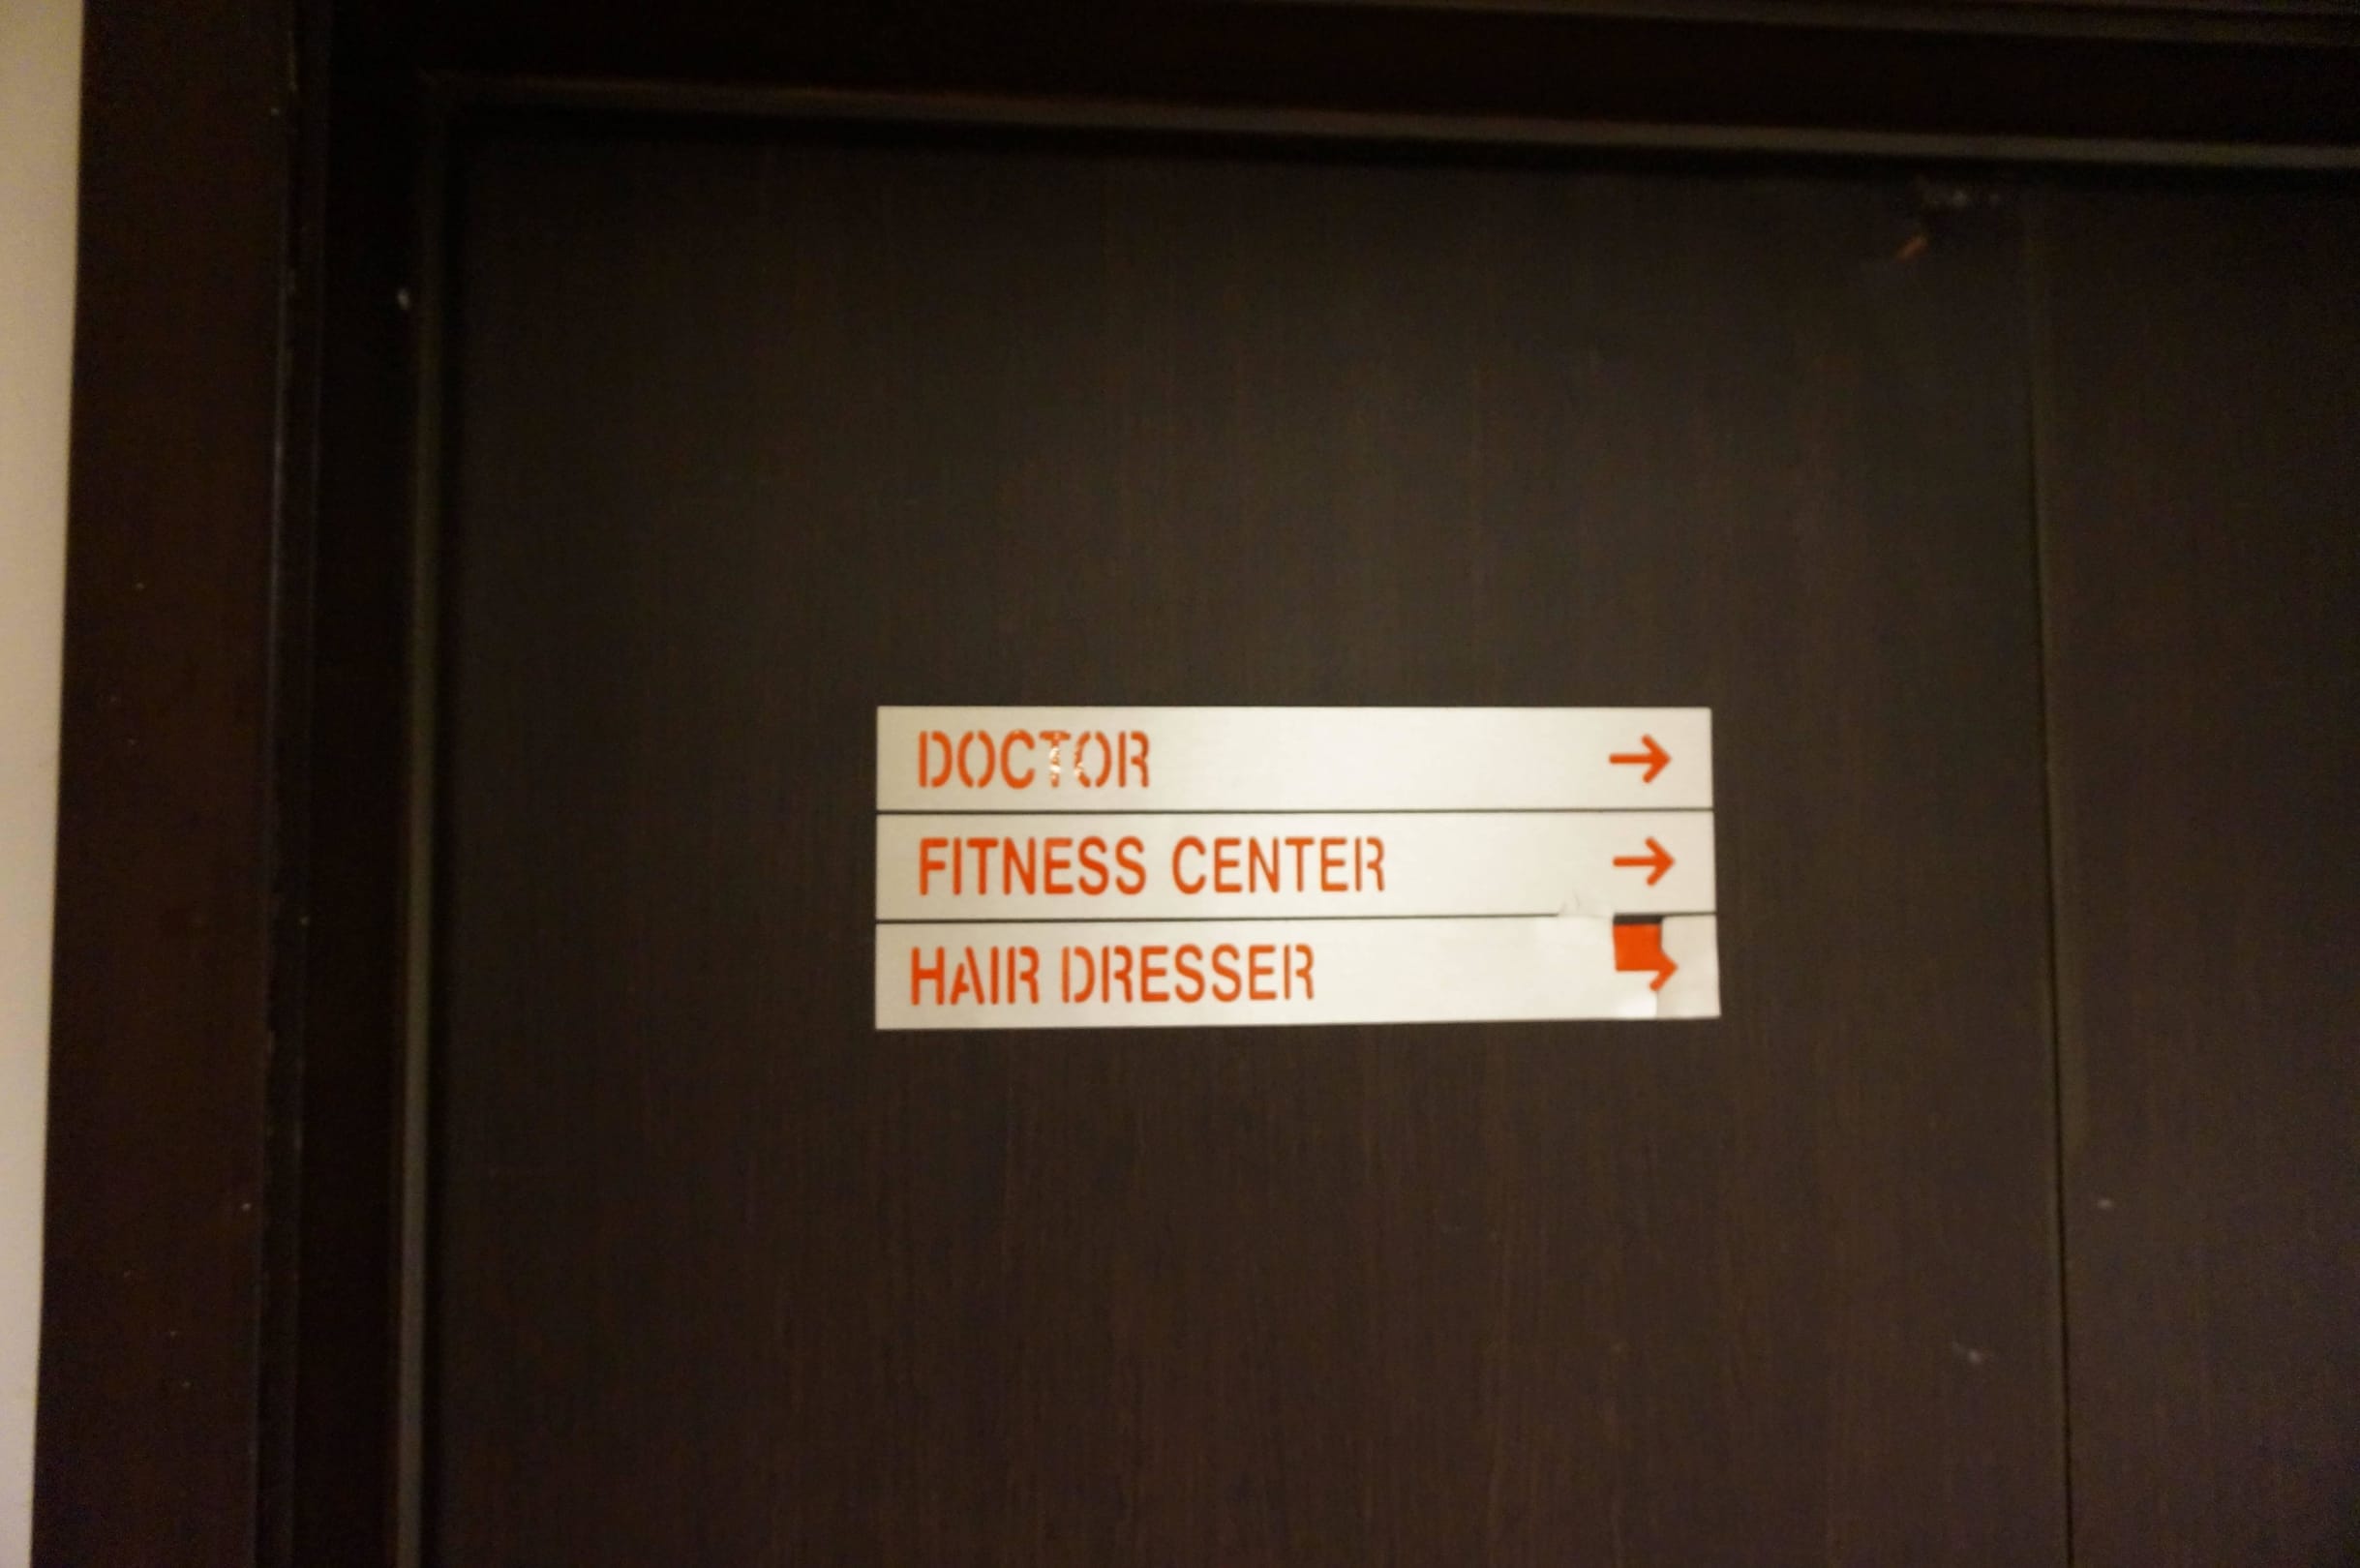 DOCTOR →
FITNESS CENTER →
HAIR DRESSER →